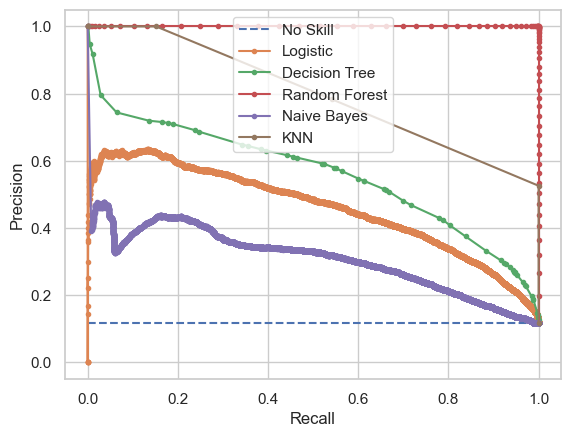 No Skill
Logistic
Decision Tree
Random Forest
Naive Bayes
KNN
1.0
0.8
0.6
0.4
0.2
0.0
Precision
0.0 0.2 0.4 0.6 0.8 1.0
Recall